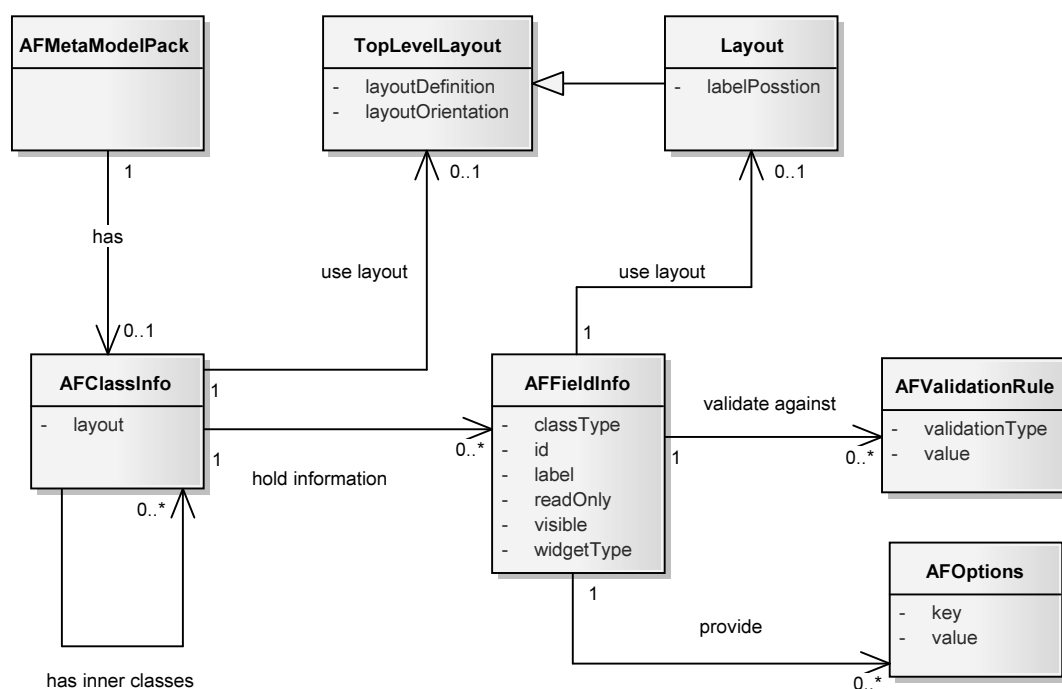 AFMetaModelPack
TopLevelLayout
- layoutDefinition
- layoutOrientation
Layout
- labelPosstion
1
0..1
0..1
has
use layout
use layout
0..1
1
AFClassInfo
- layout
1
1
hold information
0..*
0..*
has inner classes
AFFieldInfo
- classType
- id
- label
- readOnly
- visible
- widgetType
1
validate against
0..*
AFValidationRule
- validationType
- value
1
provide
0..*
AFOptions
- key
- value